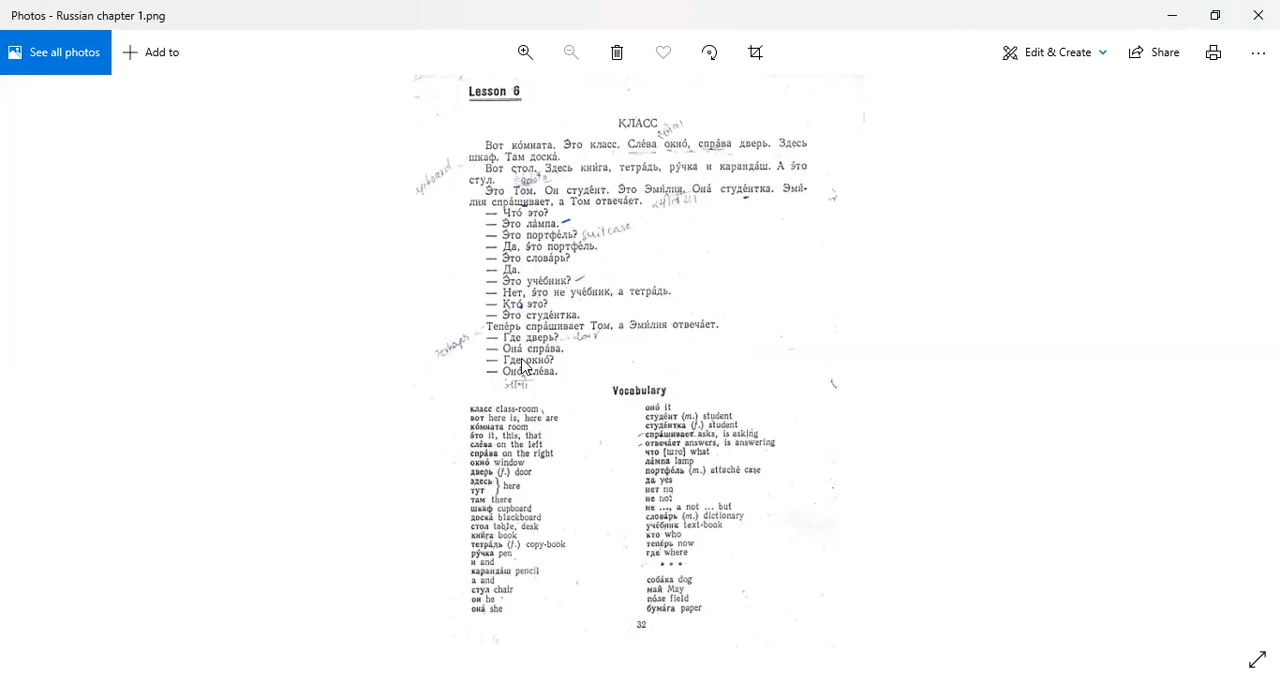 Photos - Russian chapter 1.png
See all photos
Add to
Edit & Create
Share
Lesson 6
КЛАСС
Вот ко́мната. Э́то класс. Сле́ва окно́, спра́ва дверь. Здесь
шкаф. Там доска́.
Вот стол. Здесь кни́га, тетра́дь, ру́чка и каранда́ш. А э́то
стул.
Э́то Том. Он студе́нт. Э́то Эми́лия. Она́ студе́нтка. Эми́-
лия спра́шивает, а Том отвеча́ет.
— Что́ э́то?
— Э́то ла́мпа.
— Э́то портфе́ль? suitcase
— Да, э́то портфе́ль.
— Э́то слова́рь?
— Да.
— Э́то уче́бник?
— Нет, э́то не уче́бник, а тетра́дь.
— Кто́ э́то?
— Э́то студе́нтка.
Тепе́рь спра́шивает Том, а Эми́лия отвеча́ет.
— Где дверь? door
— Она́ спра́ва.
— Где окно́?
— Оно́ сле́ва.
Vocabulary
класс class-room
вот here is, here are
ко́мната room
э́то it, this, that
сле́ва on the left
спра́ва on the right
окно́ window
дверь (f.) door
здесь
тут } here
там there
шкаф cupboard
доска́ blackboard
стол table, desk
кни́га book
тетра́дь (f.) copy-book
ру́чка pen
и and
каранда́ш pencil
а and
стул chair
он he
она́ she
оно́ it
студе́нт (m.) student
студе́нтка (f.) student
спра́шивает asks, is asking
отвеча́ет answers, is answering
что [што] what
ла́мпа lamp
портфе́ль (m.) attaché case
да yes
нет no
не not
не ..., а not ... but
слова́рь (m.) dictionary
уче́бник text-book
кто who
тепе́рь now
где where
* * *
соба́ка dog
май May
по́ле field
бума́га paper
32